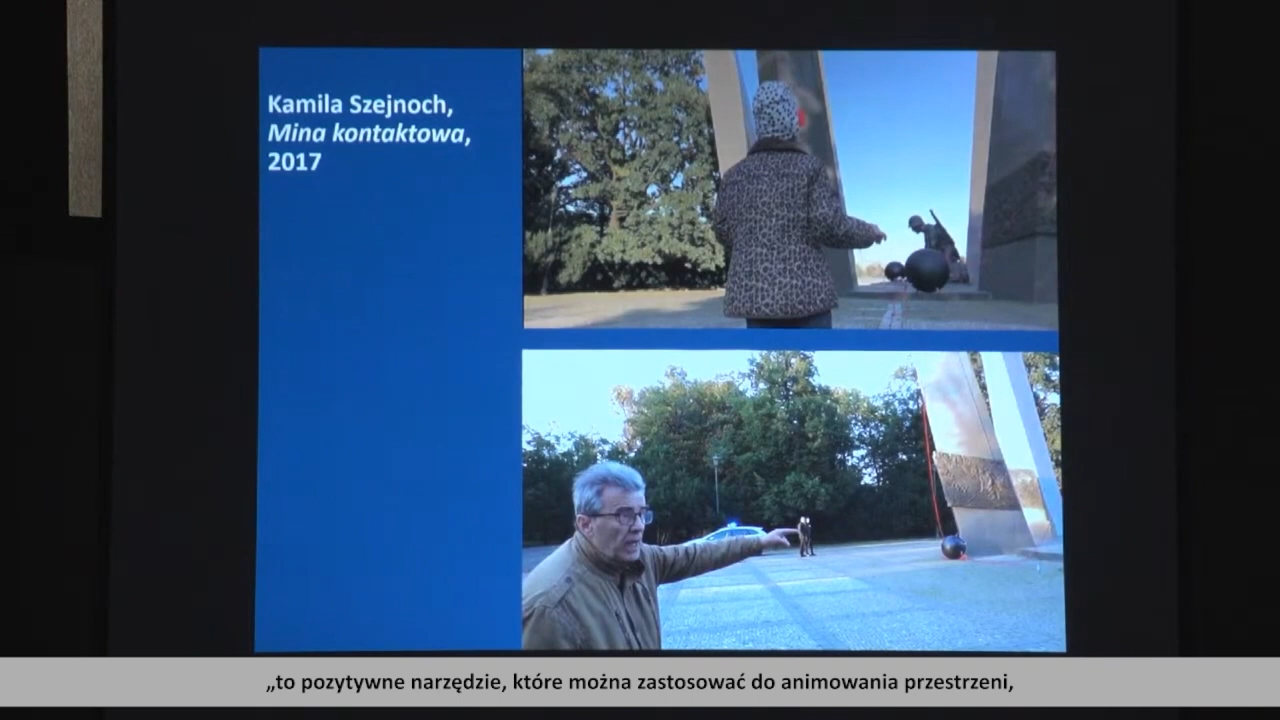 Kamila Szejnoch,
Mina kontaktowa,
2017
„to pozytywne narzędzie, które można zastosować do animowania przestrzeni,